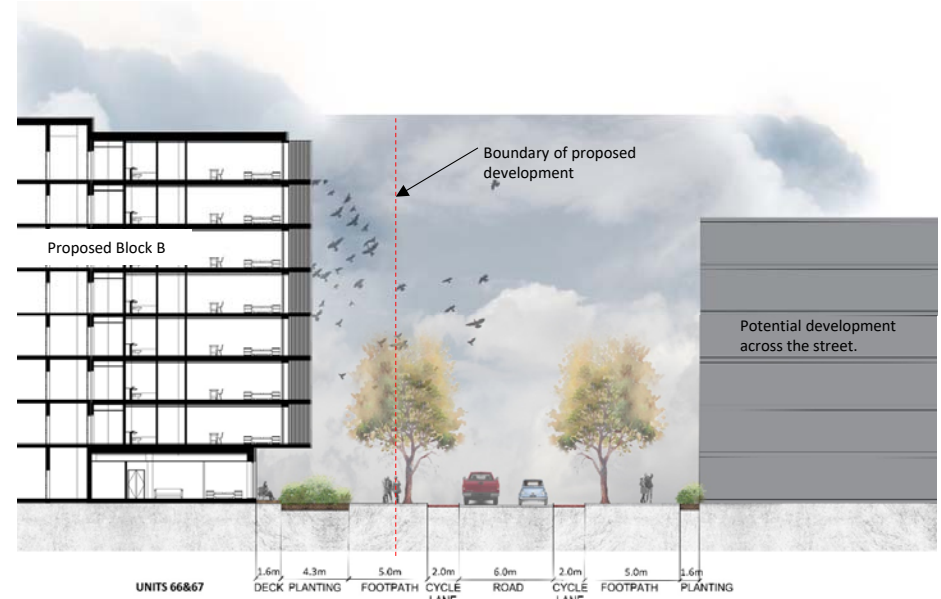 Boundary of proposed
development
Proposed Block B
Potential development
across the street.
1.6m 4.3m 5.0m 2.0m 6.0m 2.0m 5.0m 1.6m
UNITS 66&67 DECK PLANTING FOOTPATH CYCLE ROAD CYCLE FOOTPATH PLANTING
LANE LANE